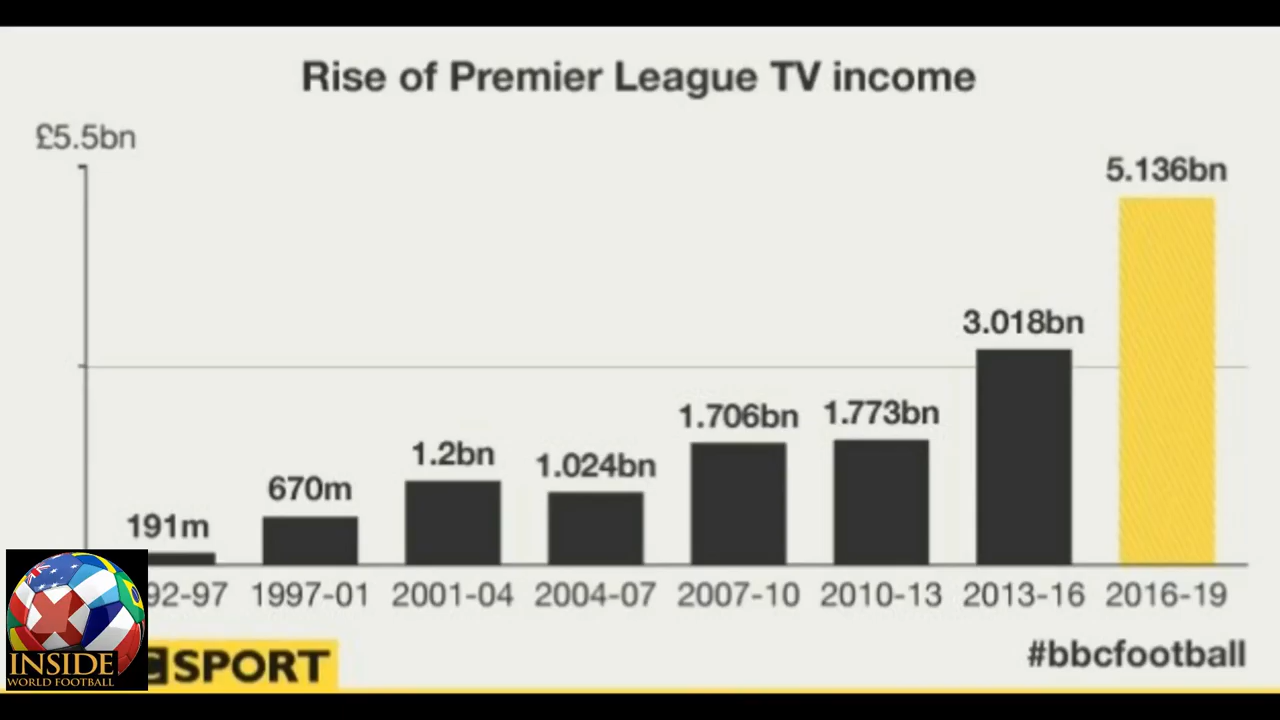 Rise of Premier League TV income
£5.5bn
5.136bn
3.018bn
1.706bn 1.773bn
1.2bn 1.024bn
670m
191m
92-97 1997-01 2001-04 2004-07 2007-10 2010-13 2013-16 2016-19
#bbcfootball
C SPORT
INSIDE
WORLD FOOTBALL